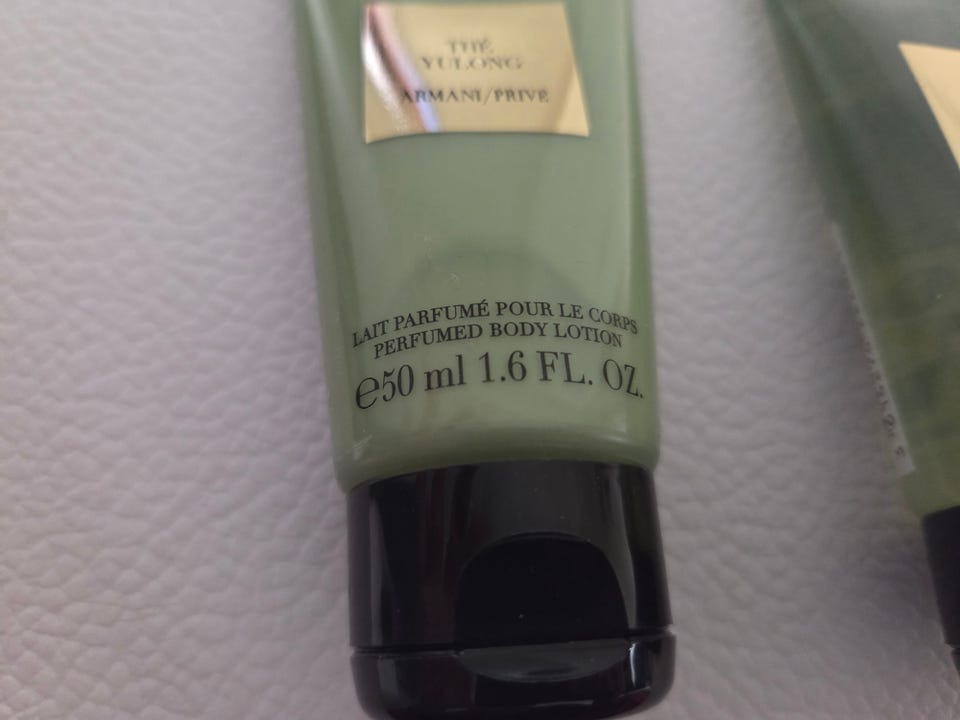 THÉ
YULONG
ARMANI/PRIVÉ
LAIT PARFUMÉ POUR LE CORPS
PERFUMED BODY LOTION
℮50 ml 1.6 FL. OZ.